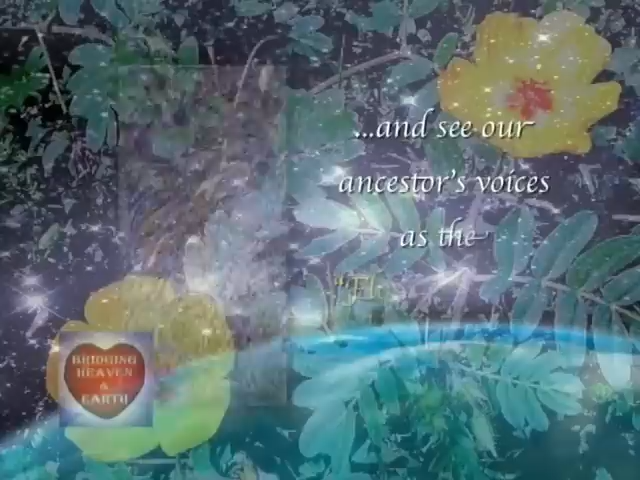 ...and see our
ancestor's voices
as the
BRIDGING
HEAVEN
&
EARTH